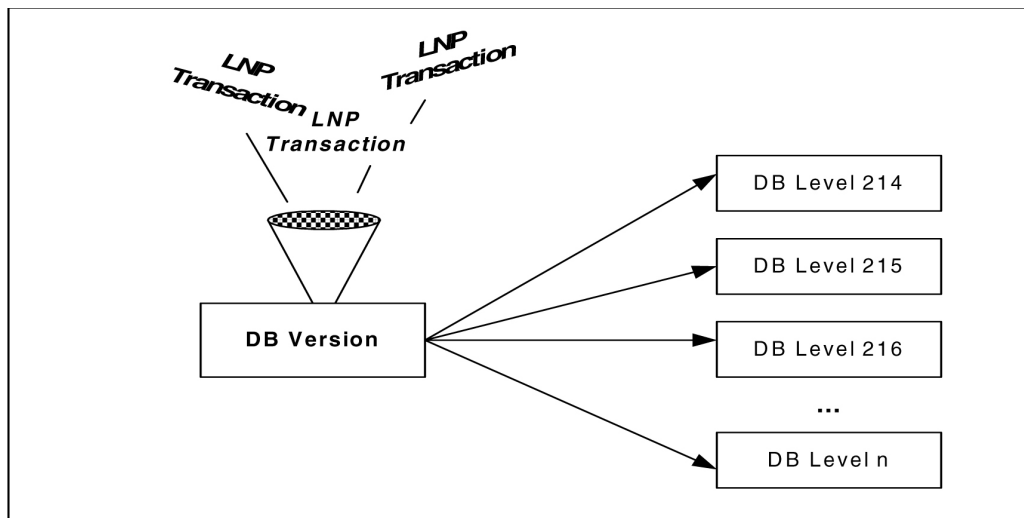 LNP
Transaction
LNP
Transaction
LNP
Transaction
DB Version
DB Level 214
DB Level 215
DB Level 216
...
DB Level n